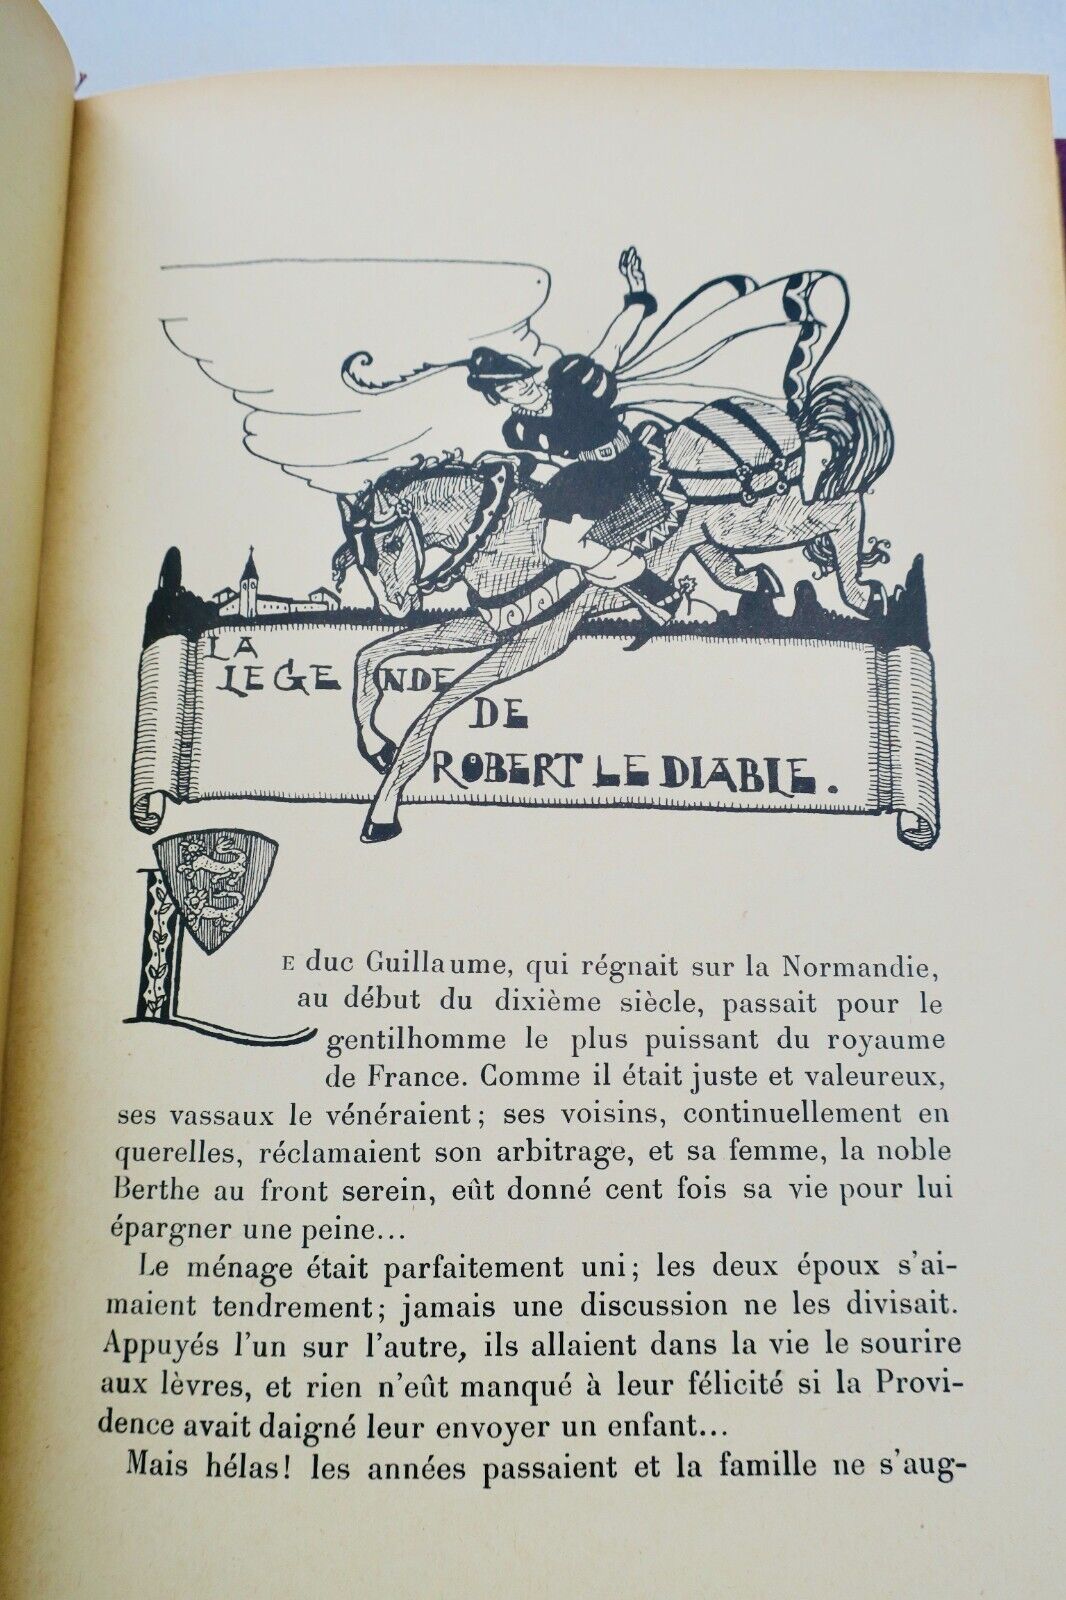 LA
LEGENDE
DE
ROBERT LE DIABLE.
LE duc Guillaume, qui régnait sur la Normandie,
au début du dixième siècle, passait pour le
gentilhomme le plus puissant du royaume
de France. Comme il était juste et valeureux,
ses vassaux le vénéraient; ses voisins, continuellement en
querelles, réclamaient son arbitrage, et sa femme, la noble
Berthe au front serein, eût donné cent fois sa vie pour lui
épargner une peine...
Le ménage était parfaitement uni; les deux époux s'ai-
maient tendrement; jamais une discussion ne les divisait.
Appuyés l'un sur l'autre, ils allaient dans la vie le sourire
aux lèvres, et rien n'eût manqué à leur félicité si la Provi-
dence avait daigné leur envoyer un enfant...
Mais hélas! les années passaient et la famille ne s'aug-